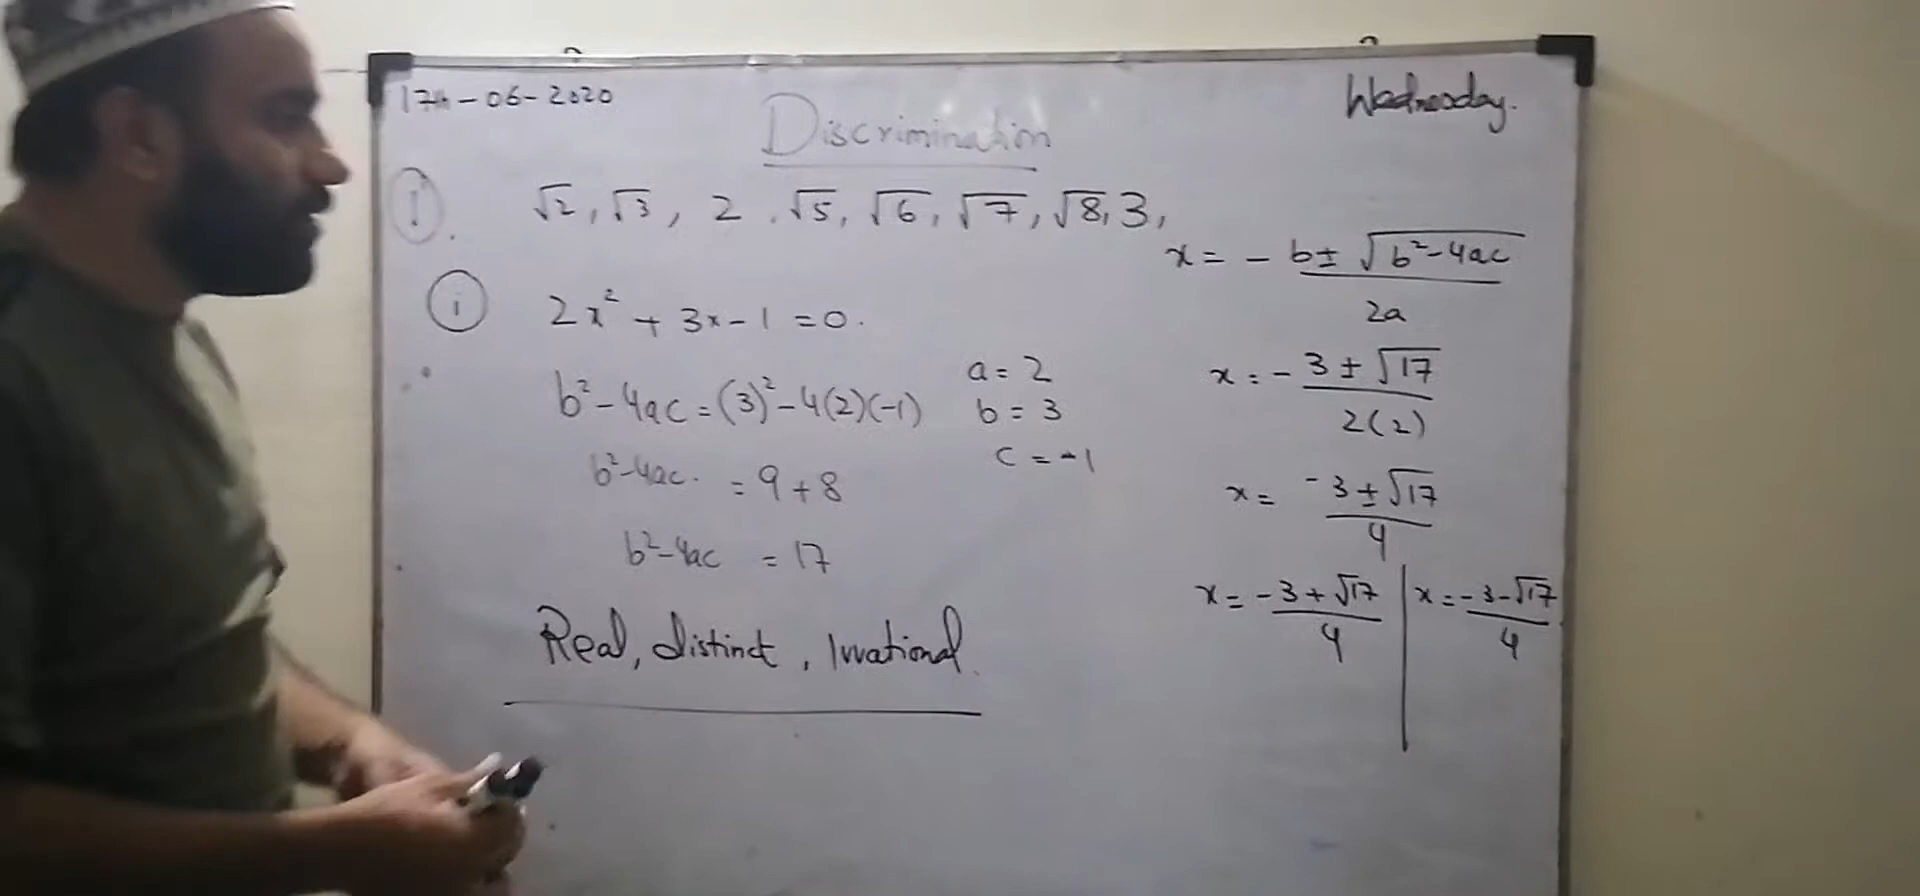 17th-06-2020
Wednesday.
Discrimination
1.
√2, √3, 2, √5, √6, √7, √8, 3,
i
2x² + 3x - 1 = 0.
b² - 4ac = (3)² - 4(2)(-1)
b² - 4ac. = 9 + 8
b² - 4ac = 17
Real, distinct, Irrational.
a = 2
b = 3
c = -1
x = - b ± √b² - 4ac
2a
x = - 3 ± √17
2(2)
x = -3 ± √17
4
x = - 3 + √17
4
x = - 3 - √17
4